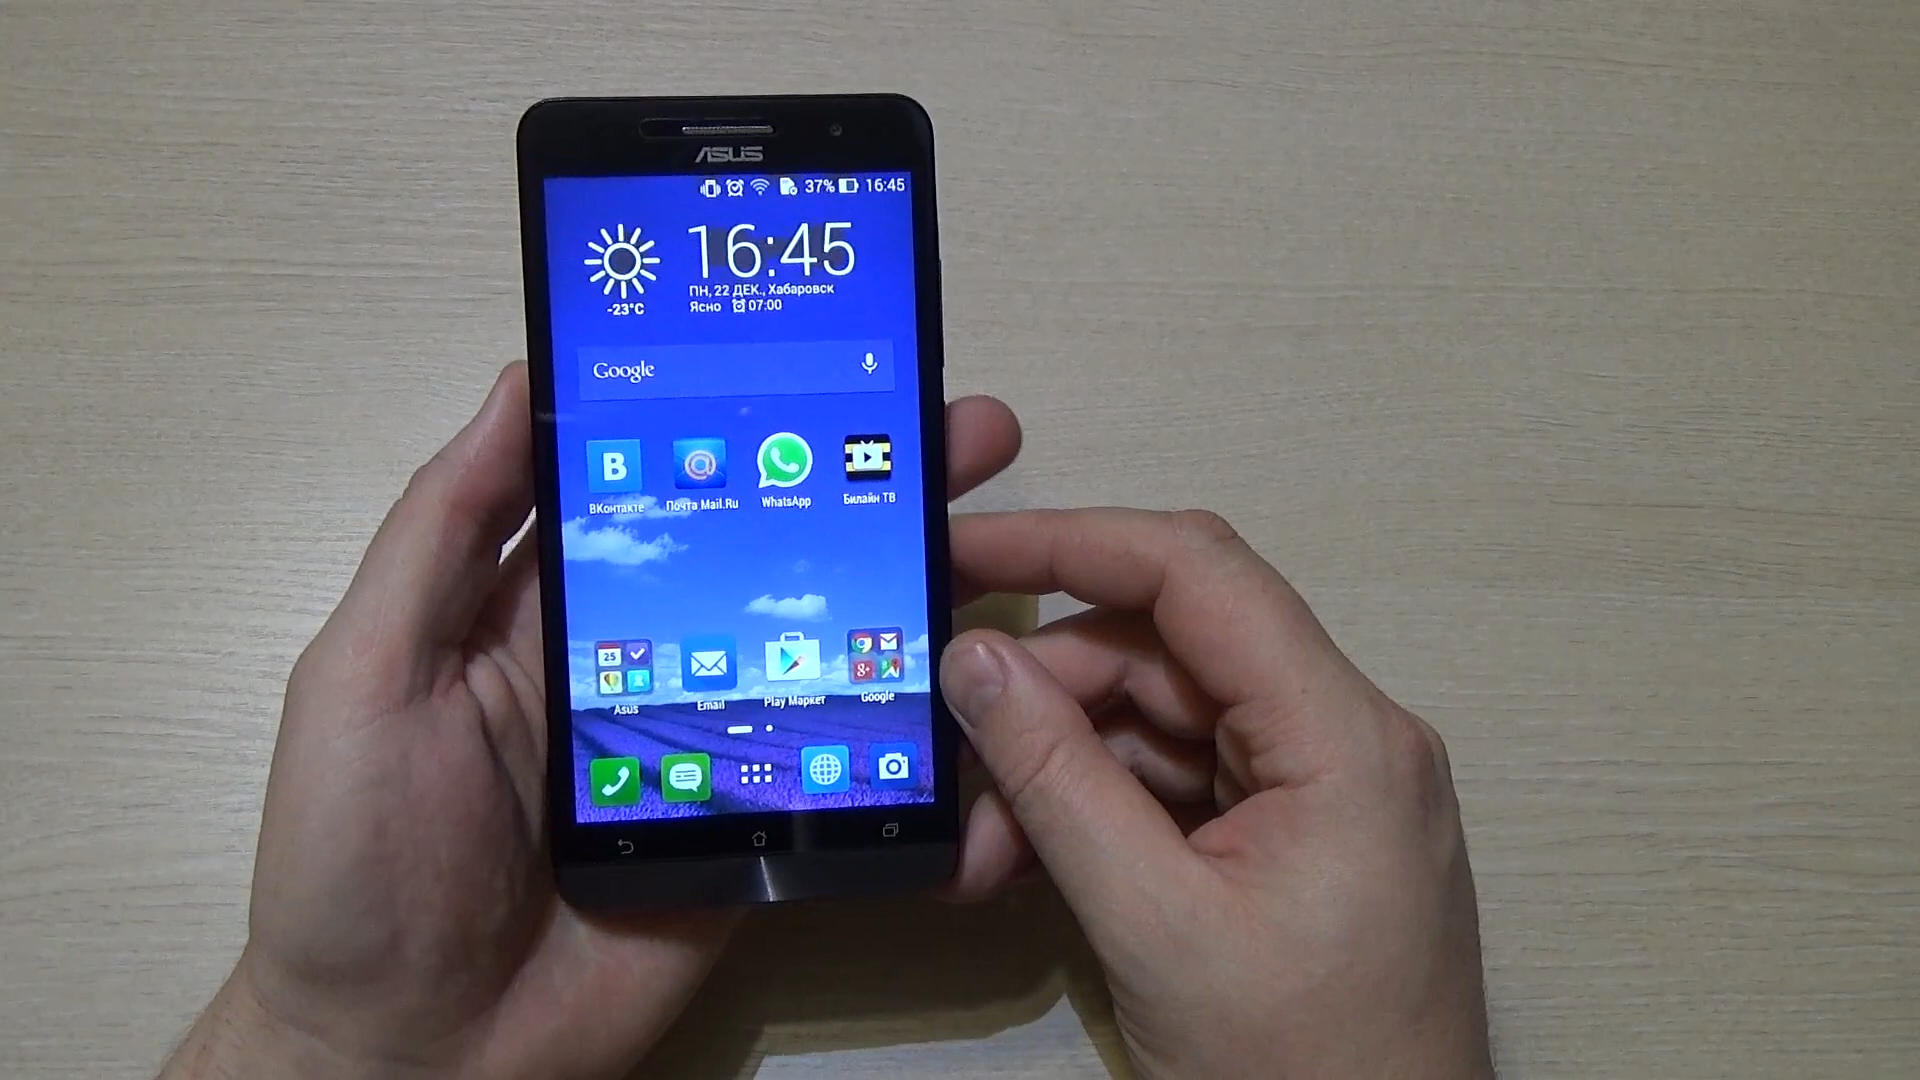 ASUS
37% 16:45
16:45
-23°C
ПН, 22 ДЕК., Хабаровск
Ясно 07:00
Google
B
@
ВКонтакте
Почта Mail.Ru
WhatsApp
Билайн ТВ
25
g+
Asus
Email
Play Маркет
Google